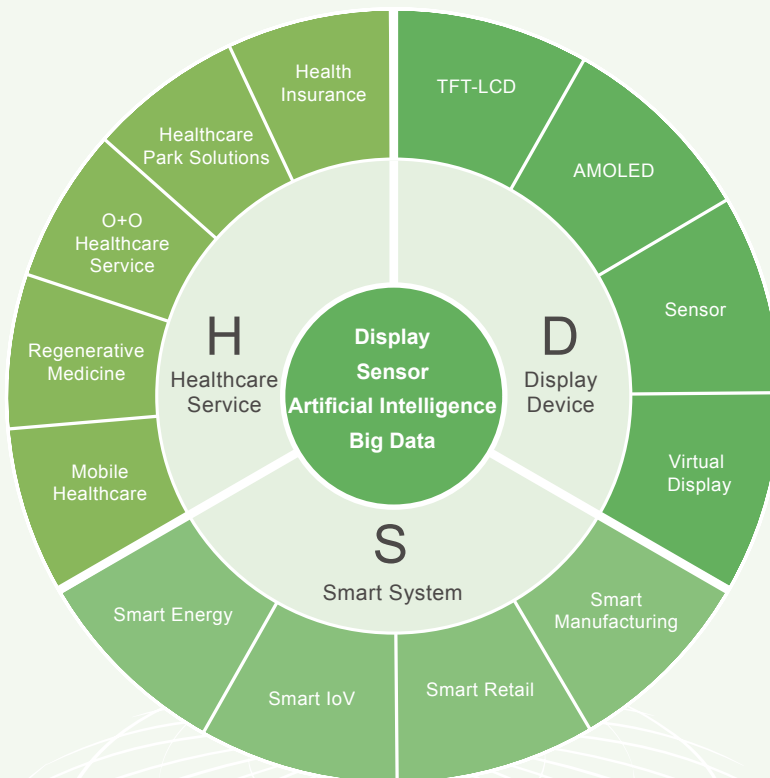 Display
Sensor
Artificial Intelligence
Big Data
D
Display
Device
TFT-LCD
AMOLED
Sensor
Virtual
Display
S
Smart System
Smart
Manufacturing
Smart Retail
Smart IoV
Smart Energy
H
Healthcare
Service
Mobile
Healthcare
Regenerative
Medicine
O+O
Healthcare
Service
Healthcare
Park Solutions
Health
Insurance